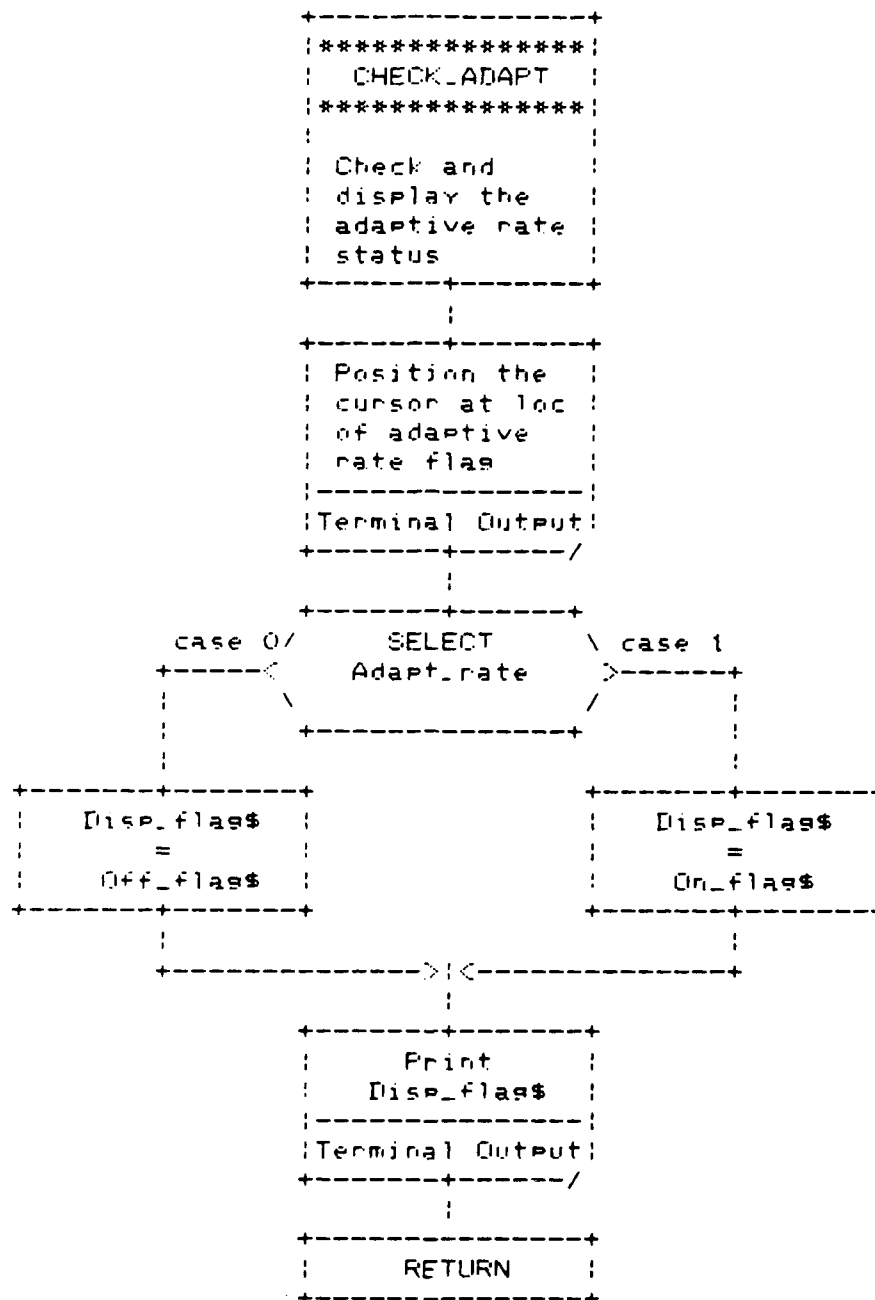 ***************
CHECK_ADAPT
***************
Check and
display the
adaptive rate
status
Position the
cursor at loc
of adaptive
rate flag
Terminal Output
case 0 SELECT case 1
Adapt_rate
Disp_flag$ Disp_flag$
= =
Off_flag$ On_flag$
Print
Disp_flag$
Terminal Output
RETURN